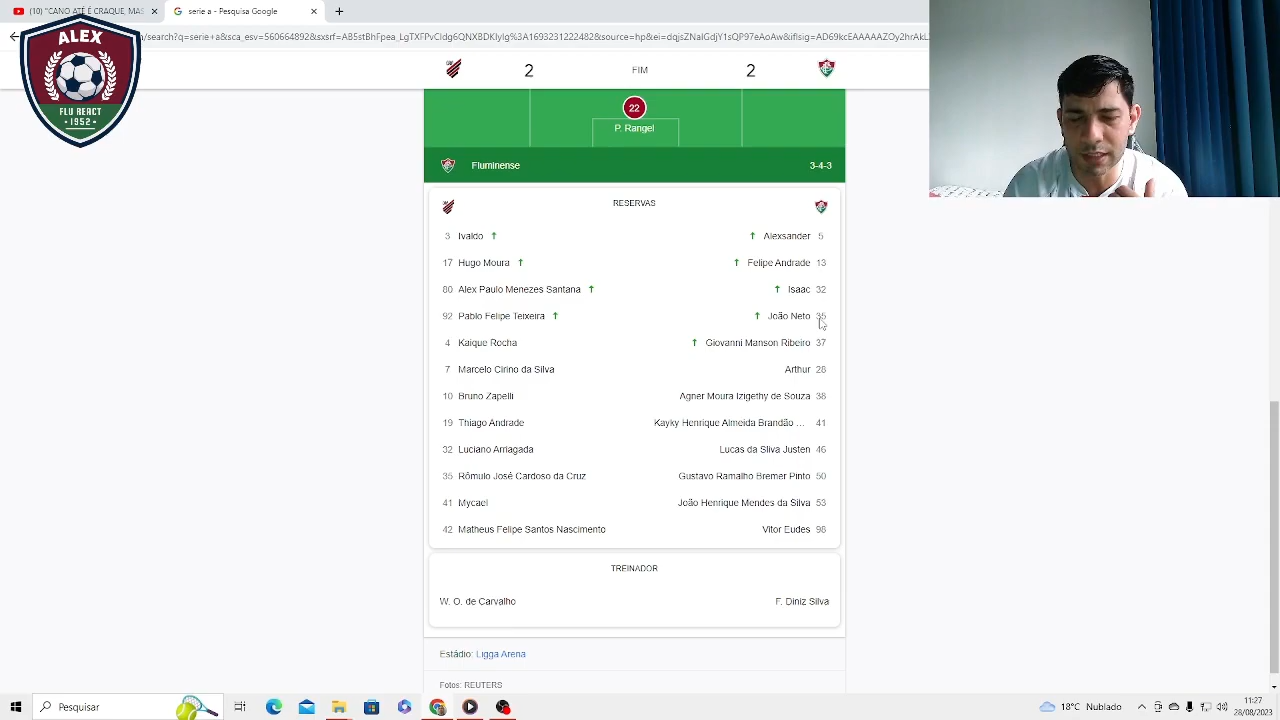 (10) "CANO ATÉ É CRAQUE, MAS
serie a - Pesquisa Google
ALEX
FLU REACT
• 1952 •
2 FIM 2
22
P. Rangel
Fluminense 3-4-3
RESERVAS
3 Ivaldo ↑ ↑ Alexsander 5
17 Hugo Moura ↑ ↑ Felipe Andrade 13
80 Alex Paulo Menezes Santana ↑ ↑ Isaac 32
92 Pablo Felipe Teixeira ↑ ↑ João Neto 35
4 Kaique Rocha ↑ Giovanni Manson Ribeiro 37
7 Marcelo Cirino da Silva Arthur 28
10 Bruno Zapelli Agner Moura Izigethy de Souza 38
19 Thiago Andrade Kayky Henrique Almeida Brandão ... 41
32 Luciano Arriagada Lucas da Sliva Justen 46
35 Rômulo José Cardoso da Cruz Gustavo Ramalho Bremer Pinto 50
41 Mycael João Henrique Mendes da Silva 53
42 Matheus Felipe Santos Nascimento Vitor Eudes 98
TREINADOR
W. O. de Carvalho F. Diniz Silva
Estádio: Ligga Arena
Fotos: REUTERS
Pesquisar
18°C Nublado
11:27
28/08/2023